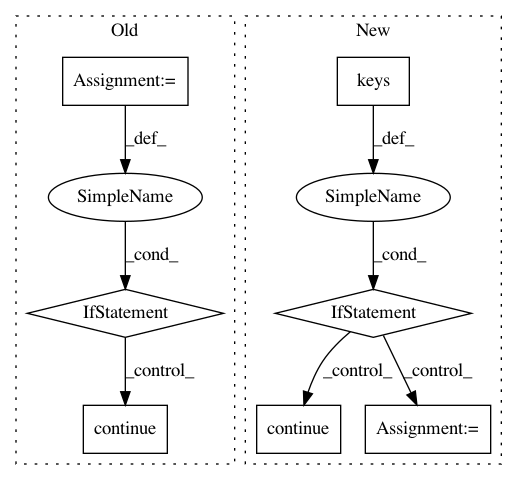 Old
New
Assignment:=
keys
_def_
_def_
SimpleName
SimpleName
_cond_
_cond_
IfStatement
IfStatement
_control_
_control_
_control_
continue
continue
Assignment:=